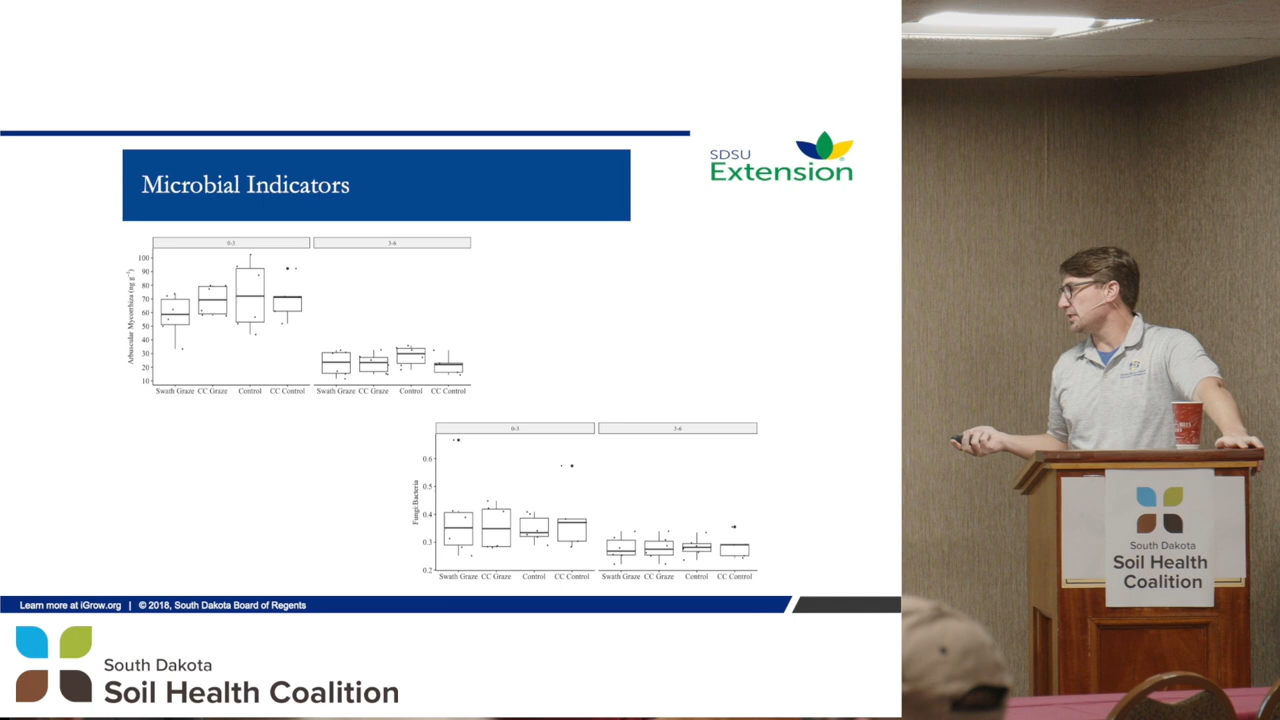 SDSU
Extension
Microbial Indicators
0-3
3-6
Arbuscular Mycorrhiza (ng g⁻¹)
100
90
80
70
60
50
40
30
20
10
Swath Graze CC Graze Control CC Control
Swath Graze CC Graze Control CC Control
0-3
3-6
Fungi:Bacteria
0.6
0.5
0.4
0.3
0.2
Swath Graze CC Graze Control CC Control
Swath Graze CC Graze Control CC Control
Learn more at iGrow.org | © 2018, South Dakota Board of Regents
South Dakota
Soil Health Coalition
South Dakota
Soil Health
Coalition